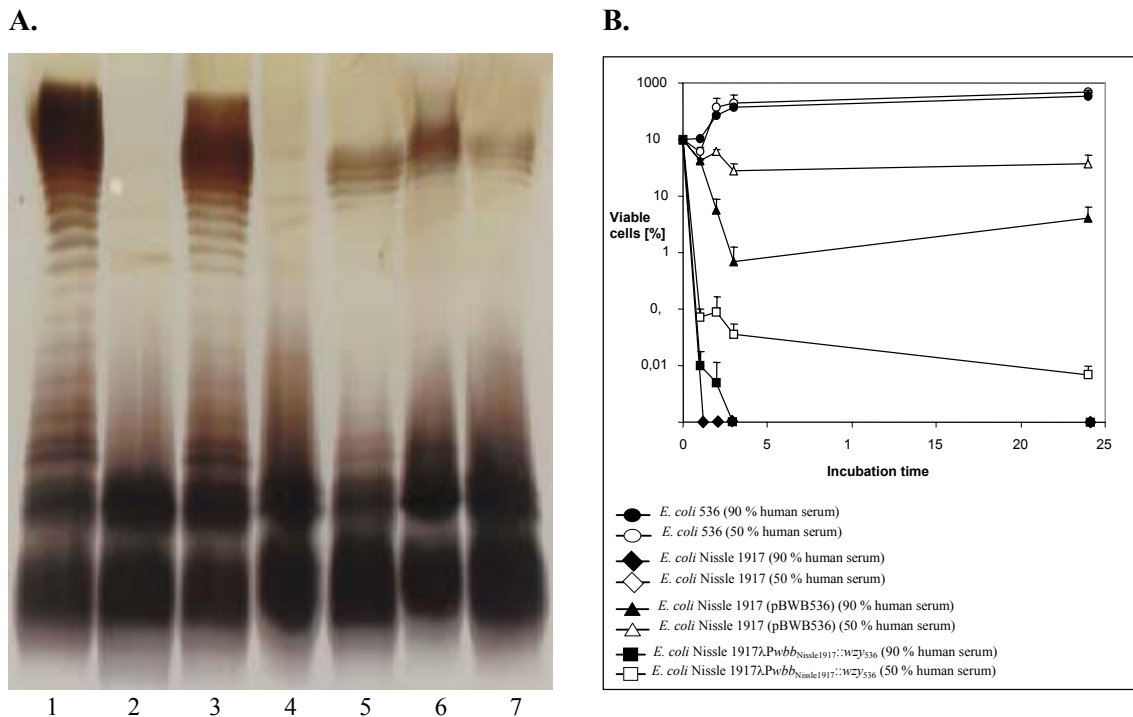 A.
B.
1000
10
10
Viable
cells [%]
1
0,
0,01
0
5
1
20
25
15
Incubation time
E. coli 536 (90 % human serum)
E. coli 536 (50 % human serum)
E. coli Nissle 1917 (90 % human serum)
E. coli Nissle 1917 (50 % human serum)
E. coli Nissle 1917 (pBWB536) (90 % human serum)
E. coli Nissle 1917 (pBWB536) (50 % human serum)
E. coli Nissle 1917λPwbbNissle1917::wzy536 (90 % human serum)
E. coli Nissle 1917λPwbbNissle1917::wzy536 (50 % human serum)
1 2 3 4 5 6 7